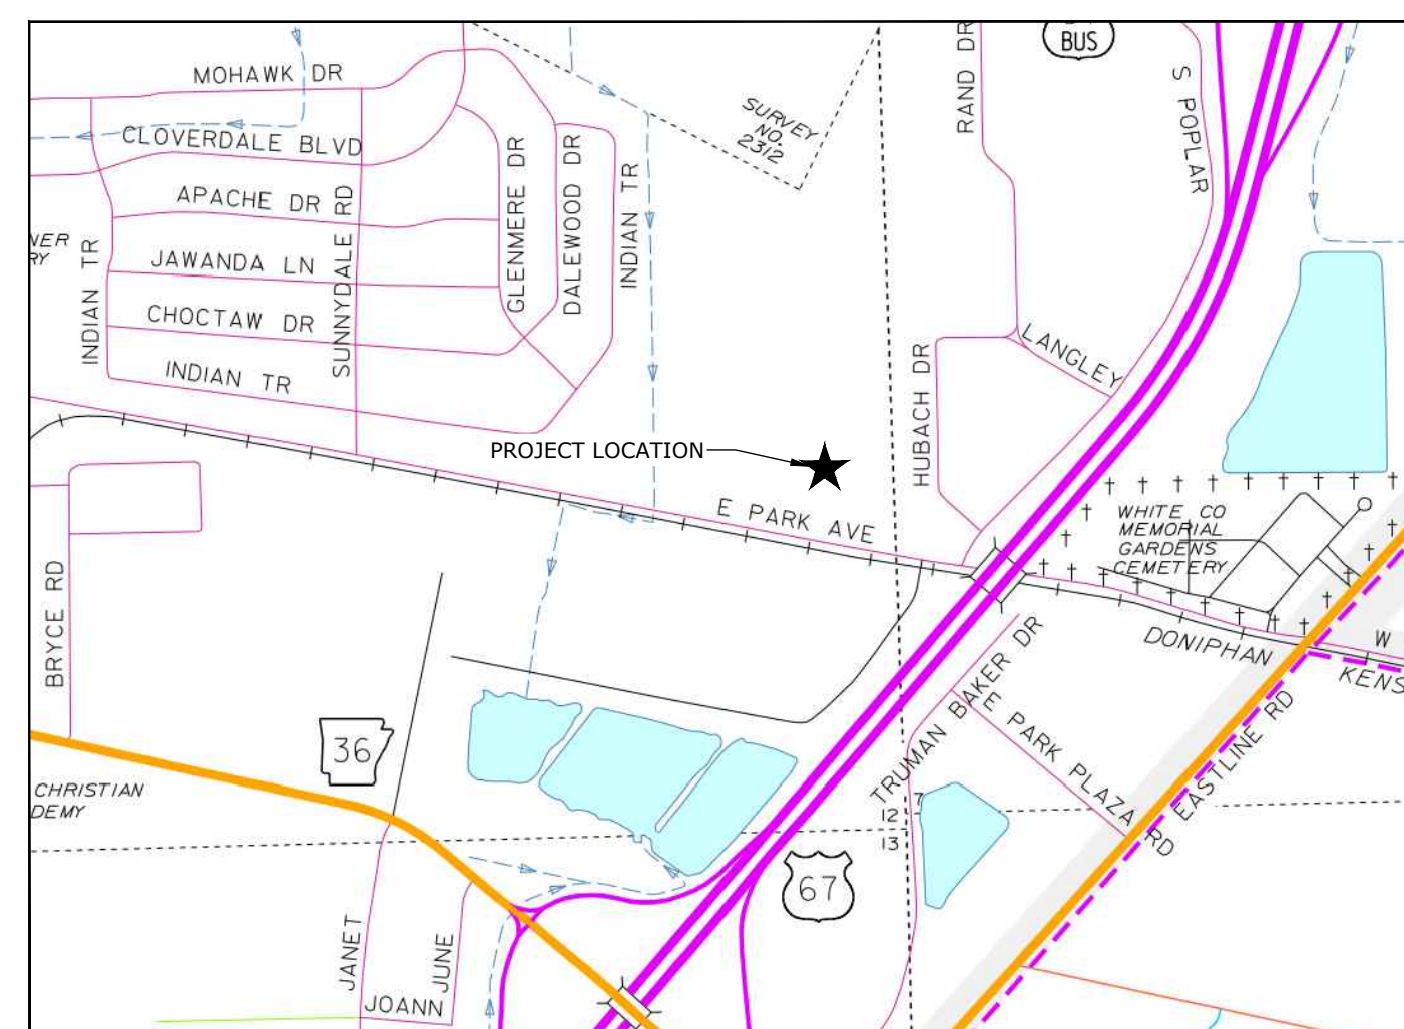 BUS
RAND DR
S POPLAR
MOHAWK DR
CLOVERDALE BLVD
SURVEY
NO.
2312
APACHE DR
SUNNYDALE RD
GLENMERE DR
DALEWOOD DR
INDIAN TR
NER
RY
INDIAN TR
JAWANDA LN
CHOCTAW DR
INDIAN TR
LANGLEY
HUBACH DR
PROJECT LOCATION
E PARK AVE
WHITE CO
MEMORIAL
GARDENS
CEMETERY
BRYCE RD
DONIPHAN
W
KENS
TRUMAN BAKER DR
E PARK PLAZA RD
EASTLINE RD
36
CHRISTIAN
DEMY
7
12
13
67
JANET
JUNE
JOANN